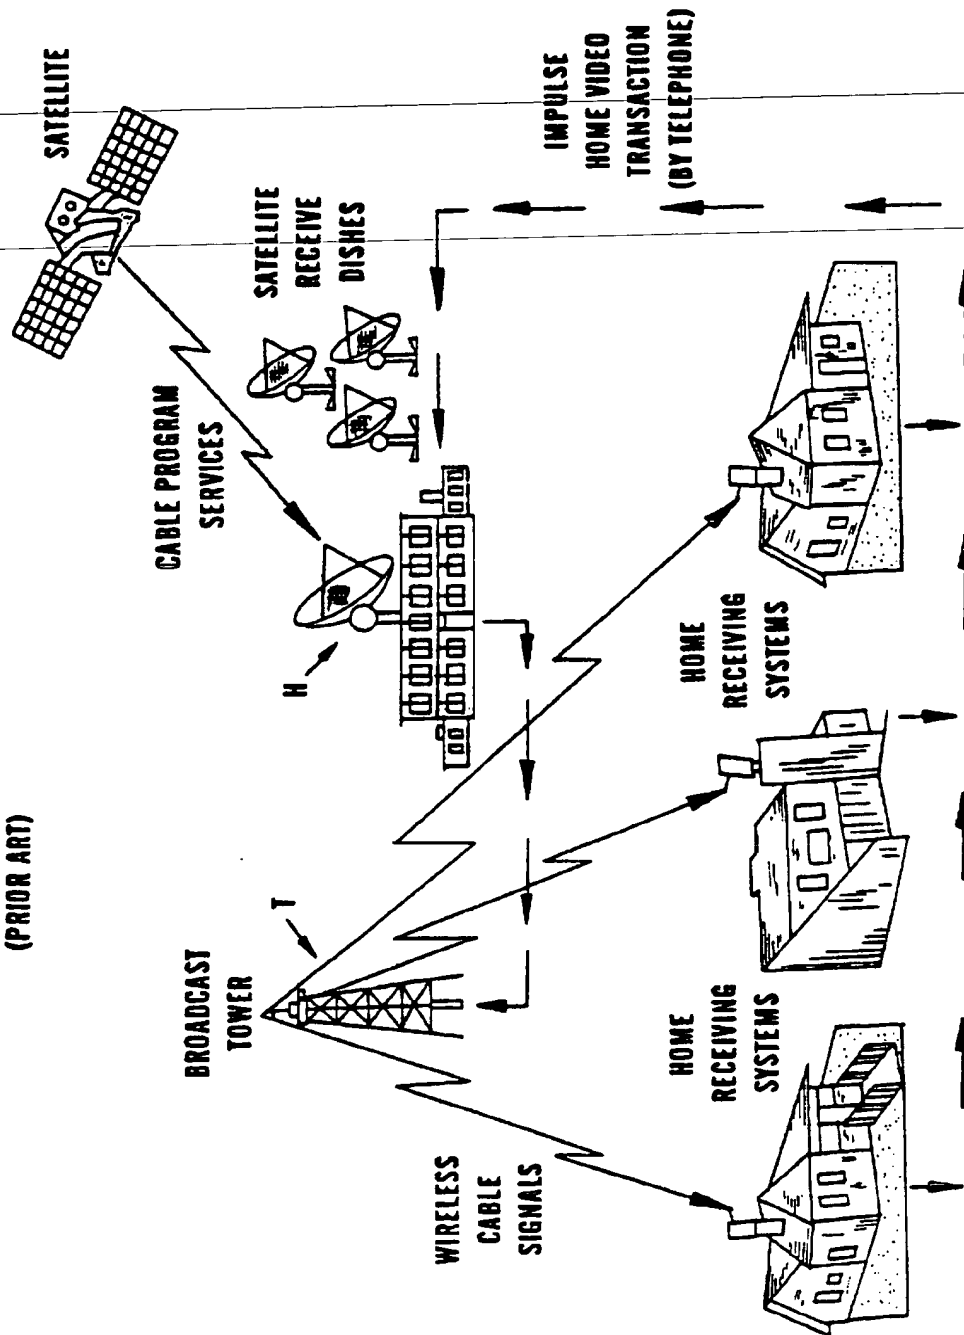 (PRIOR ART)
BROADCAST
TOWER
T
WIRELESS
CABLE
SIGNALS
HOME
RECEIVING
SYSTEMS
HOME
RECEIVING
SYSTEMS
H
CABLE PROGRAM
SERVICES
SATELLITE
RECEIVE
DISHES
SATELLITE
IMPULSE
HOME VIDEO
TRANSACTION
(BY TELEPHONE)